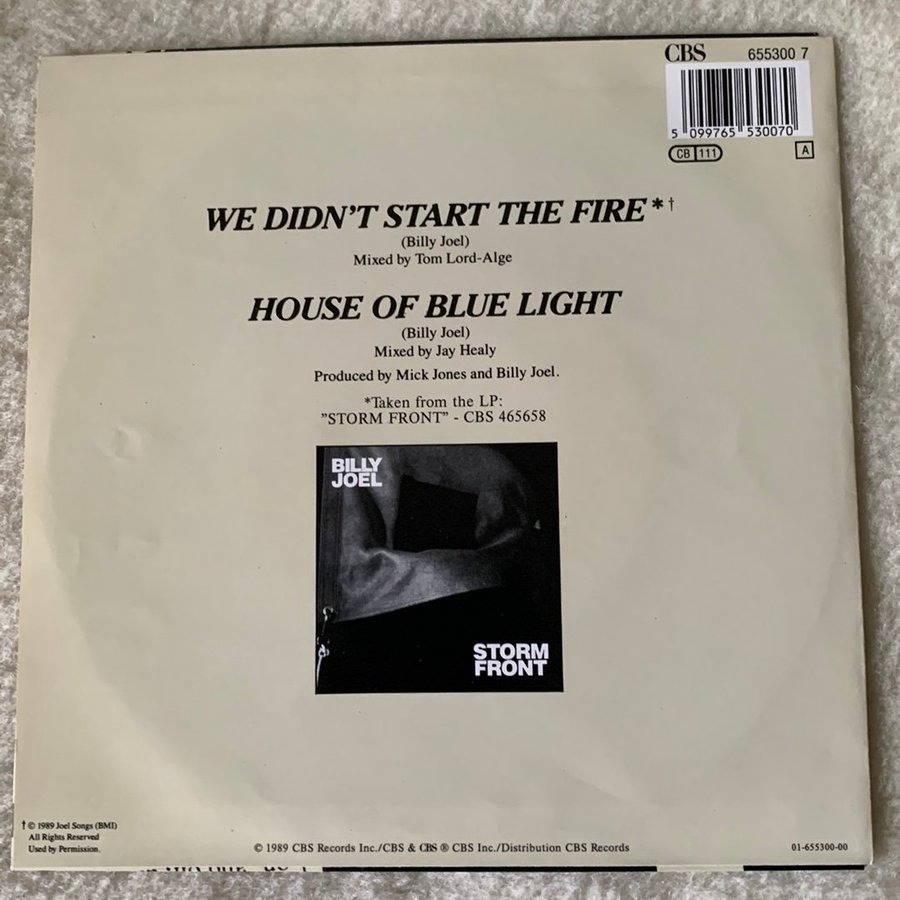 CBS 655300 7
5 099765 530070
CB 111 A
WE DIDN'T START THE FIRE*†
(Billy Joel)
Mixed by Tom Lord-Alge
HOUSE OF BLUE LIGHT
(Billy Joel)
Mixed by Jay Healy
Produced by Mick Jones and Billy Joel.
*Taken from the LP:
"STORM FRONT" - CBS 465658
BILLY
JOEL
STORM
FRONT
† © 1989 Joel Songs (BMI)
All Rights Reserved
Used by Permission.
© 1989 CBS Records Inc./CBS & CBS ® CBS Inc./Distribution CBS Records
01-655300-00